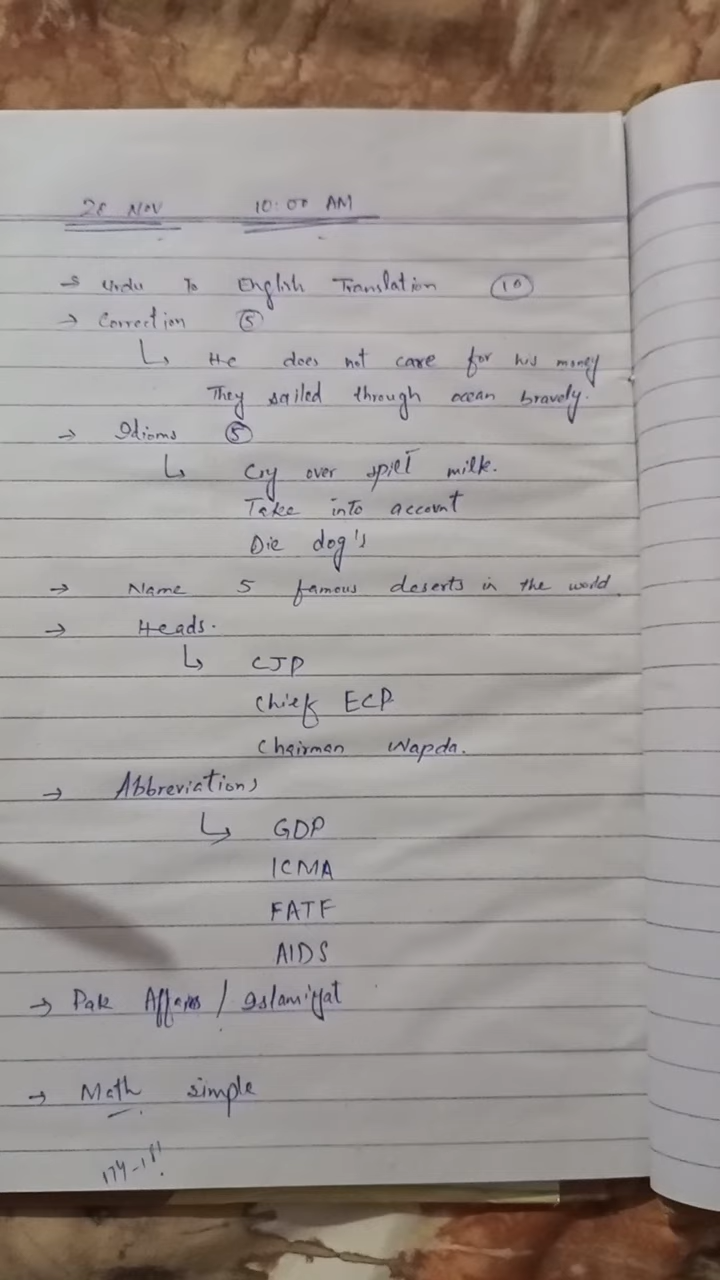 28 Nov 10:00 AM
→ Urdu To English Translation (10)
→ Correction (5)
↳ He does not care for his money
They sailed through ocean bravely.
→ Idioms (5)
↳ Cry over spilt milk.
Take into account
Die dog's
→ Name 5 famous deserts in the world.
→ Heads.
↳ CJP
Chief ECP
Chairman Wapda.
→ Abbreviations
↳ GDP
ICMA
FATF
AIDS
→ Pak Affairs / Islamiyat
→ Math simple